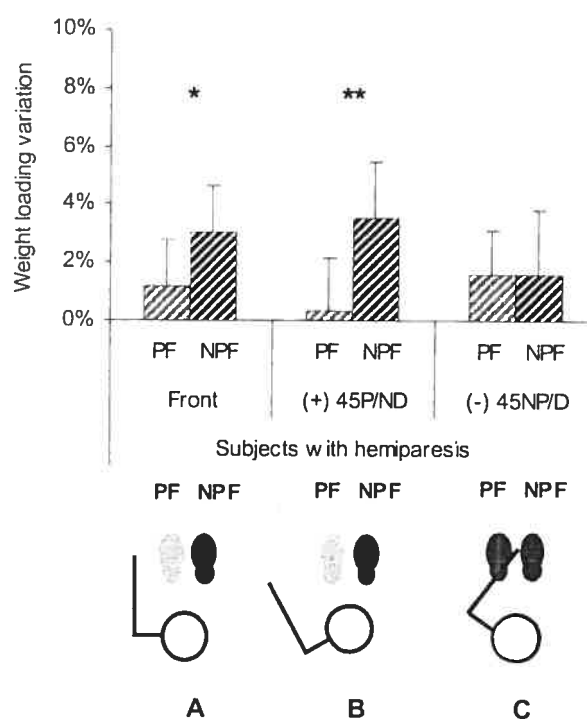 10%
8%
6%
4%
2%
0%
Weight loading variation
* **
PF NPF PF NPF PF NPF
Front (+) 45P/ND (-) 45NP/D
Subjects with hemiparesis
PF NPF PF NPF PF NPF
A B C